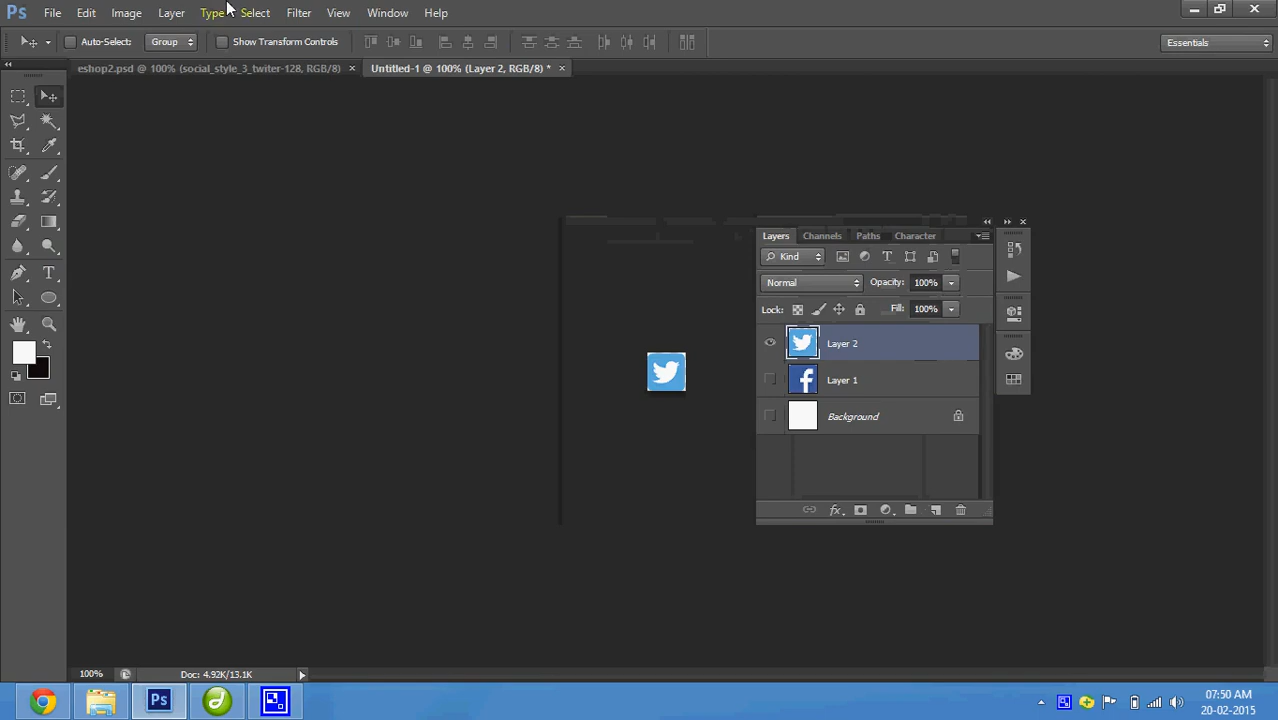 Ps File Edit Image Layer Type Select Filter View Window Help
Auto-Select: Group Show Transform Controls Essentials
eshop2.psd @ 100% (social_style_3_twiter-128, RGB/8) × Untitled-1 @ 100% (Layer 2, RGB/8) * ×
Layers Channels Paths Character
Kind
Normal Opacity: 100%
Lock: Fill: 100%
Layer 2
Layer 1
Background
100% Doc: 4.92K/13.1K
Ps
07:50 AM
20-02-2015